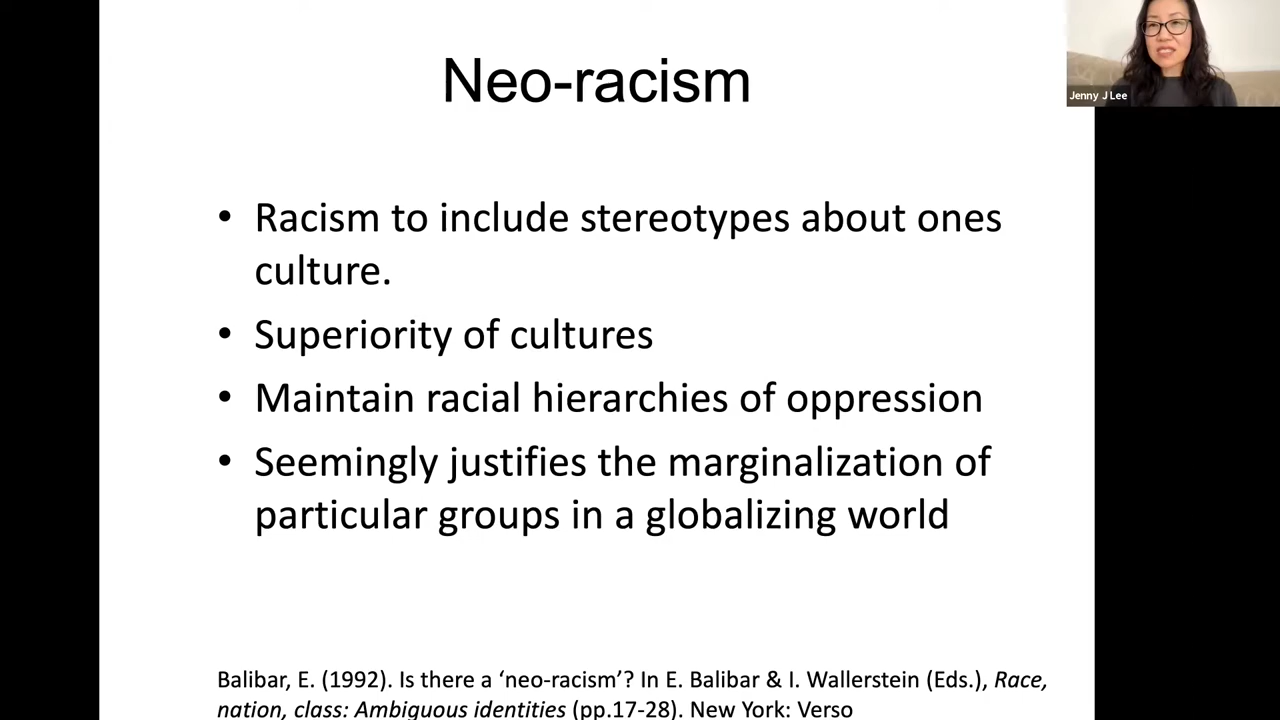 Neo-racism
Jenny J Lee
• Racism to include stereotypes about ones
culture.
• Superiority of cultures
• Maintain racial hierarchies of oppression
• Seemingly justifies the marginalization of
particular groups in a globalizing world
Balibar, E. (1992). Is there a ‘neo-racism’? In E. Balibar & I. Wallerstein (Eds.), Race,
nation, class: Ambiguous identities (pp.17-28). New York: Verso